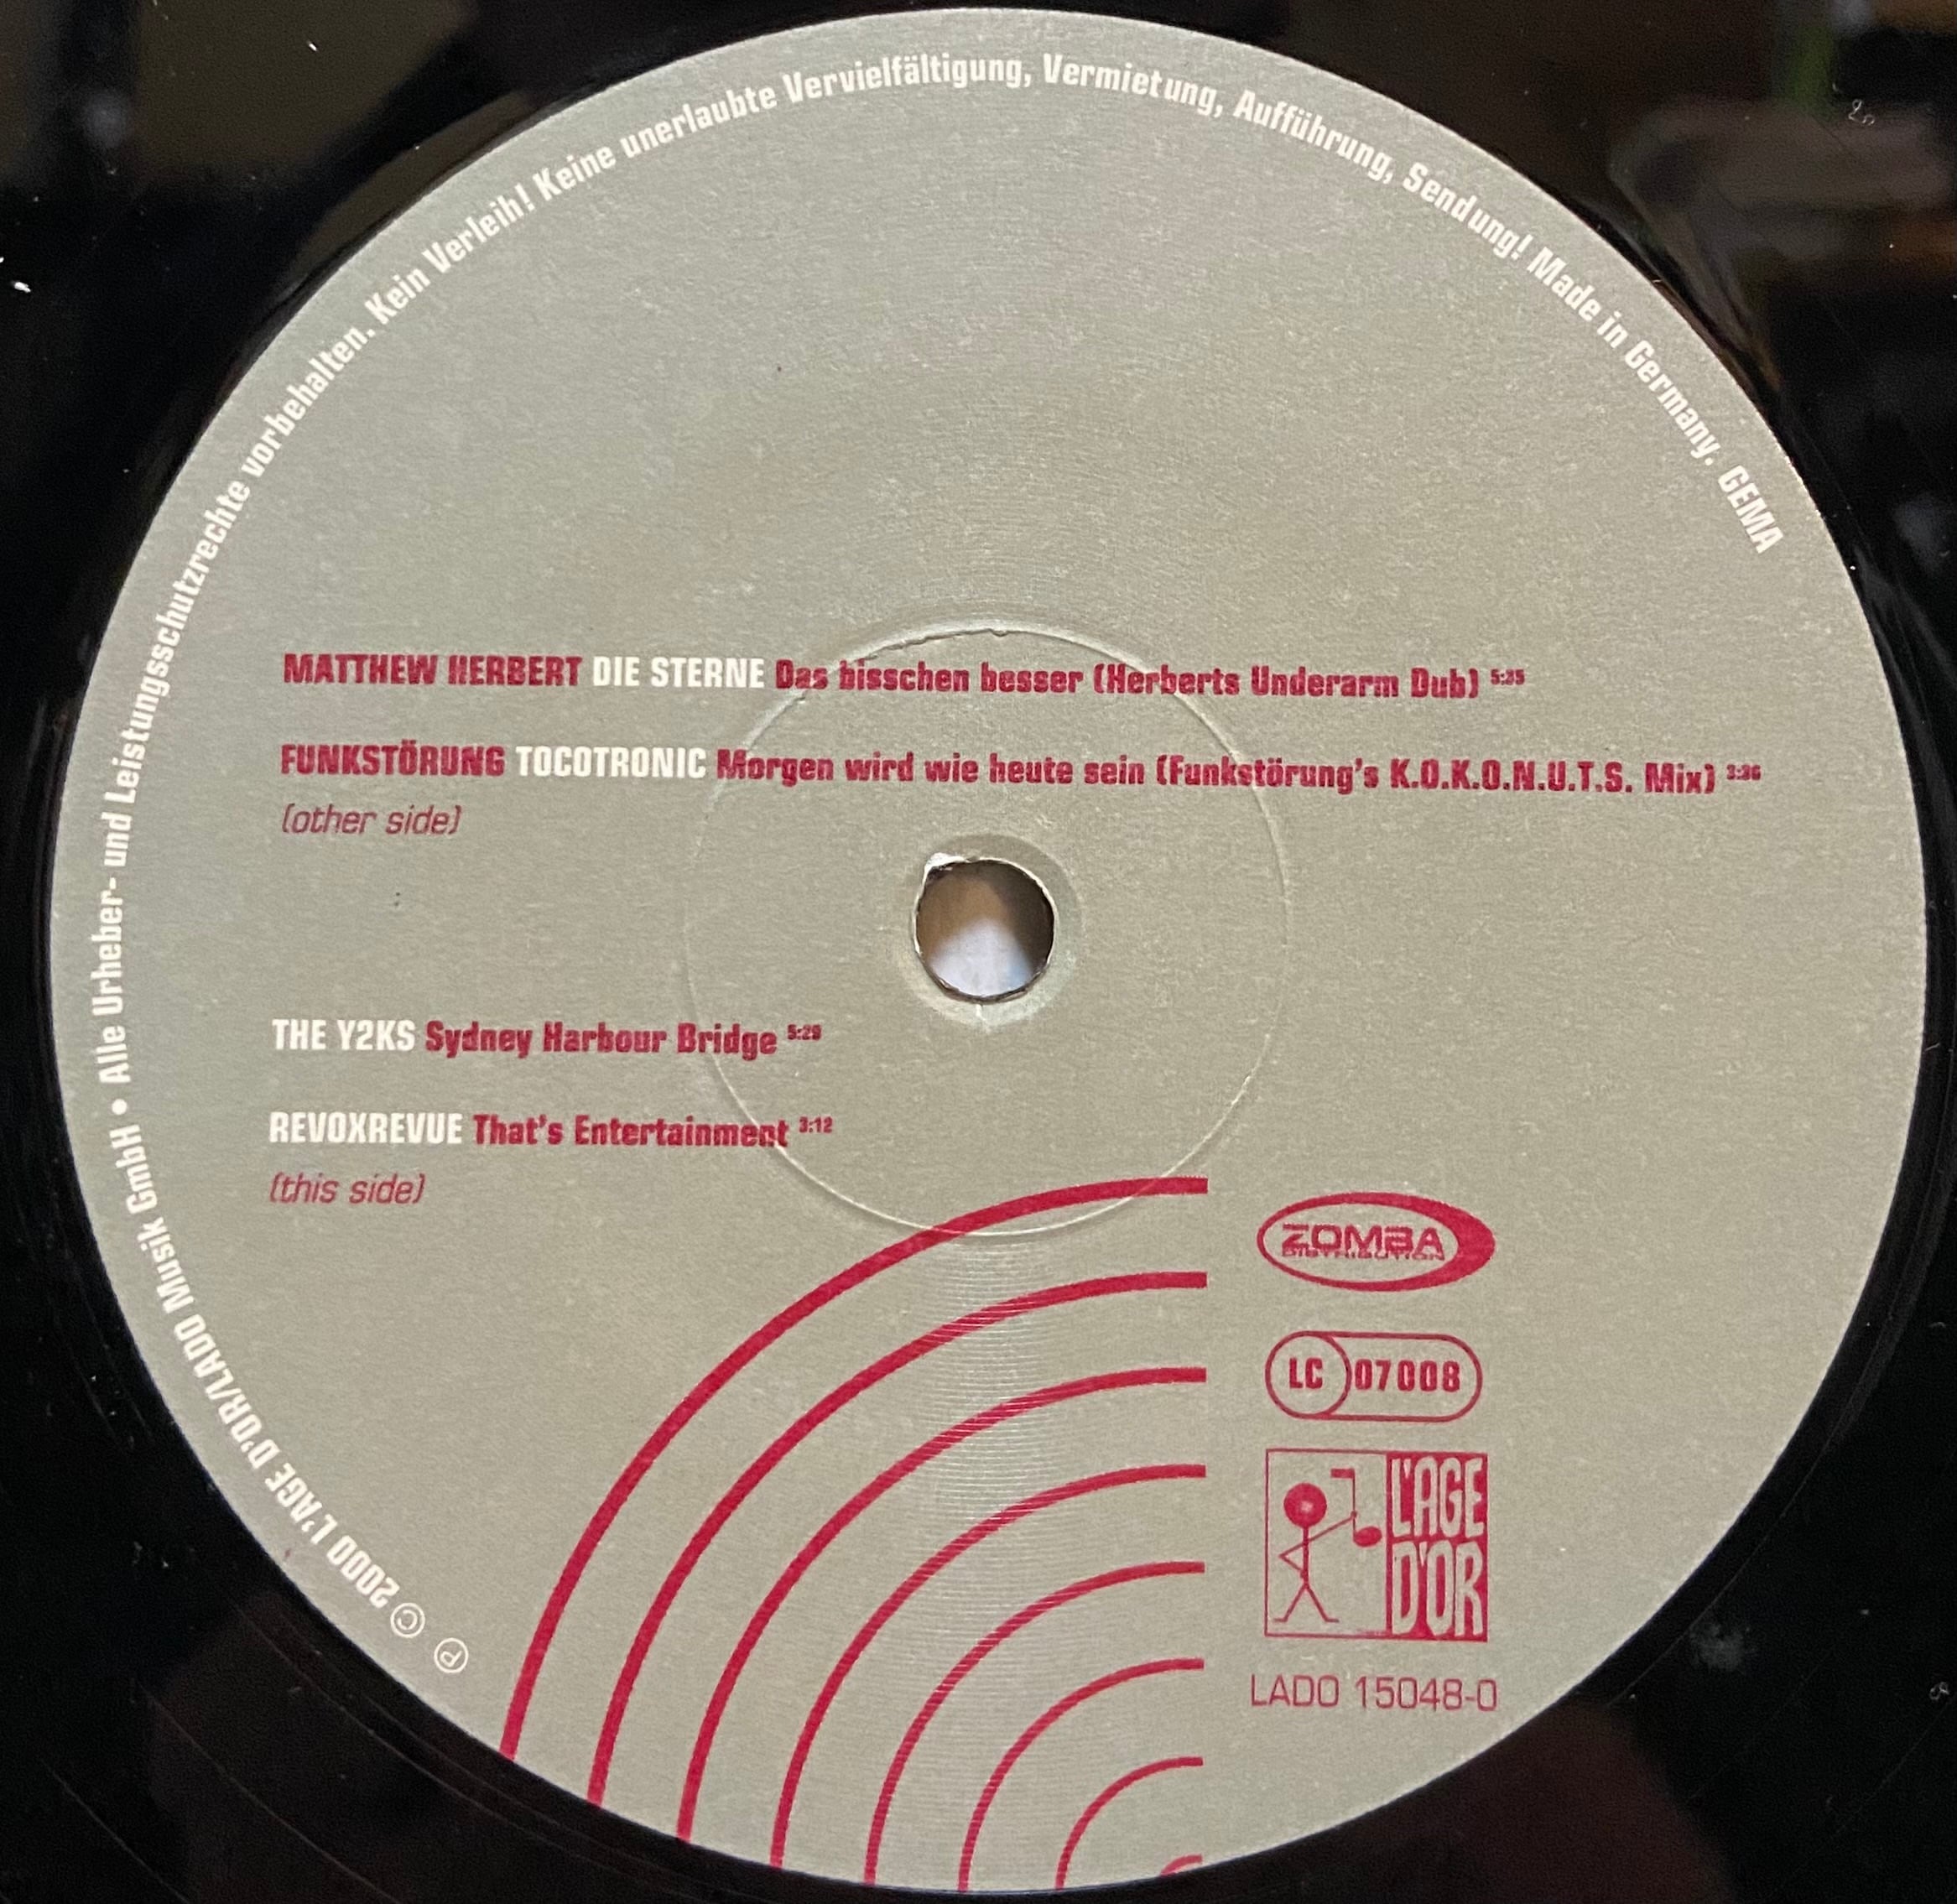 ℗ © 2000 L'AGE D'OR/LADO Musik GmbH • Alle Urheber- und Leistungsschutzrechte vorbehalten. Kein Verleih! Keine unerlaubte Vervielfältigung, Vermietung, Aufführung, Sendung! Made in Germany. GEMA
MATTHEW HERBERT DIE STERNE Das bisschen besser (Herberts Underarm Dub) 5:35
FUNKSTÖRUNG TOCOTRONIC Morgen wird wie heute sein (Funkstörung's K.O.K.O.N.U.T.S. Mix) 3:36
(other side)
THE Y2KS Sydney Harbour Bridge 5:29
REVOXREVUE That's Entertainment 3:12
(this side)
ZOMBA
DISTRIBUTION
LC 07008
L'AGE
D'OR
LADO 15048-0